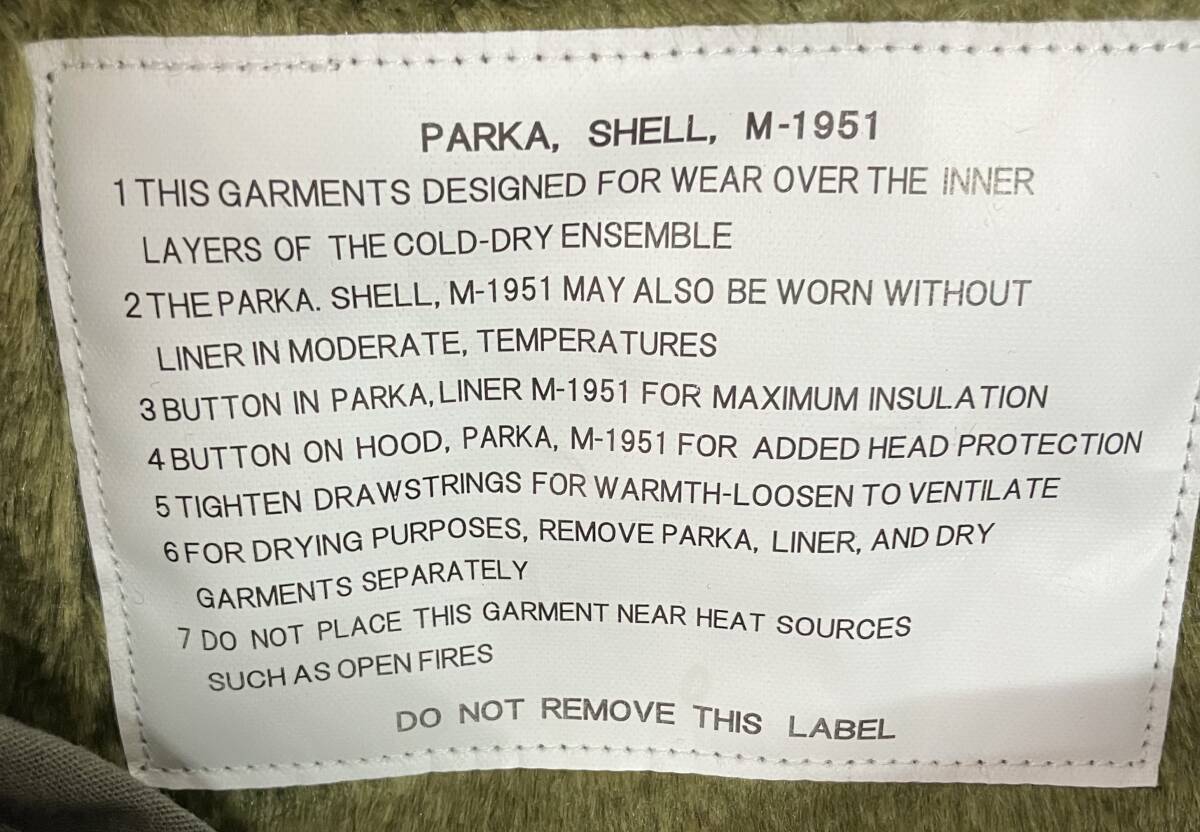 PARKA, SHELL, M-1951
1 THIS GARMENTS DESIGNED FOR WEAR OVER THE INNER
LAYERS OF THE COLD-DRY ENSEMBLE
2 THE PARKA. SHELL, M-1951 MAY ALSO BE WORN WITHOUT
LINER IN MODERATE, TEMPERATURES
3 BUTTON IN PARKA, LINER M-1951 FOR MAXIMUM INSULATION
4 BUTTON ON HOOD, PARKA, M-1951 FOR ADDED HEAD PROTECTION
5 TIGHTEN DRAWSTRINGS FOR WARMTH-LOOSEN TO VENTILATE
6 FOR DRYING PURPOSES, REMOVE PARKA, LINER, AND DRY
GARMENTS SEPARATELY
7 DO NOT PLACE THIS GARMENT NEAR HEAT SOURCES
SUCH AS OPEN FIRES
DO NOT REMOVE THIS LABEL